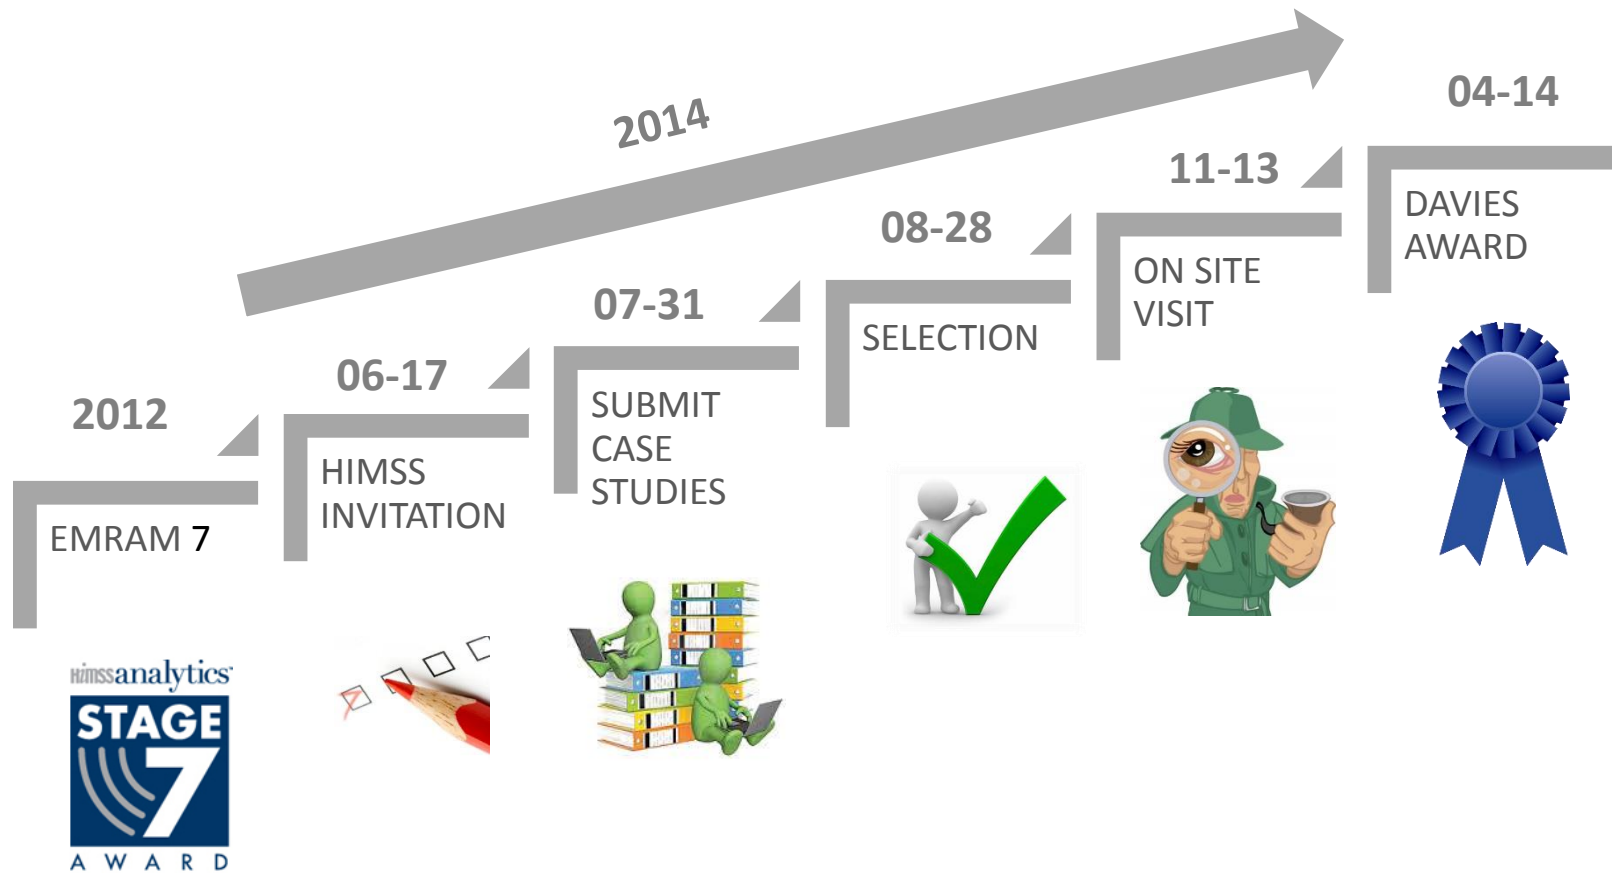 2014
2012
EMRAM 7
HIMSSanalytics
STAGE
7
AWARD
06-17
HIMSS
INVITATION
07-31
SUBMIT
CASE
STUDIES
08-28
SELECTION
11-13
ON SITE
VISIT
04-14
DAVIES
AWARD